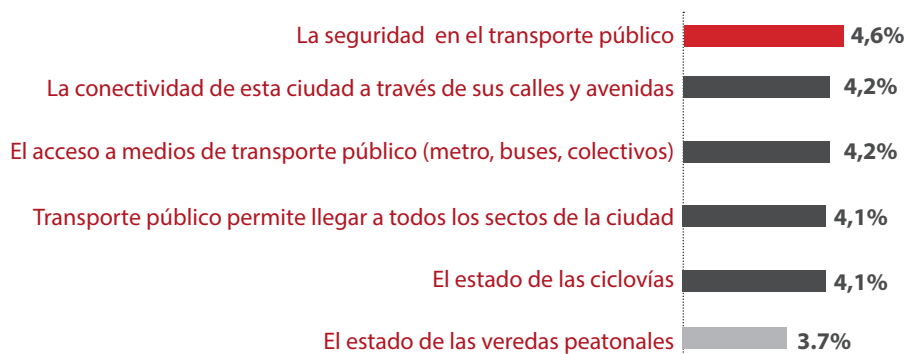 La seguridad en el transporte público 4,6%
La conectividad de esta ciudad a través de sus calles y avenidas 4,2%
El acceso a medios de transporte público (metro, buses, colectivos) 4,2%
Transporte público permite llegar a todos los sectos de la ciudad 4,1%
El estado de las ciclovías 4,1%
El estado de las veredas peatonales 3.7%